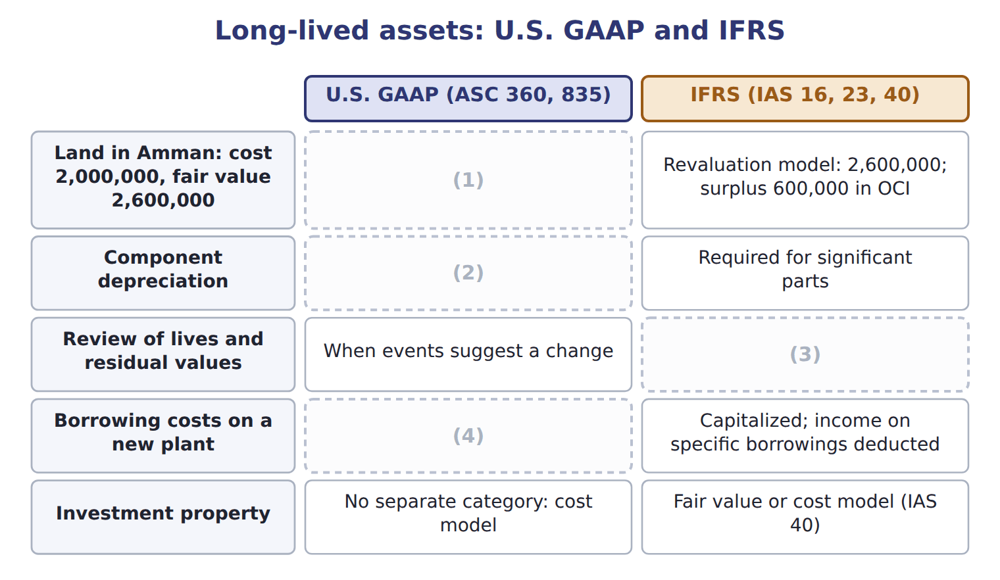 Long-lived assets: U.S. GAAP and IFRS
U.S. GAAP (ASC 360, 835)
IFRS (IAS 16, 23, 40)
Land in Amman: cost
2,000,000, fair value
2,600,000
(1)
Revaluation model: 2,600,000;
surplus 600,000 in OCI
Component
depreciation
(2)
Required for significant
parts
Review of lives and
residual values
When events suggest a change
(3)
Borrowing costs on a
new plant
(4)
Capitalized; income on
specific borrowings deducted
Investment property
No separate category: cost
model
Fair value or cost model (IAS
40)